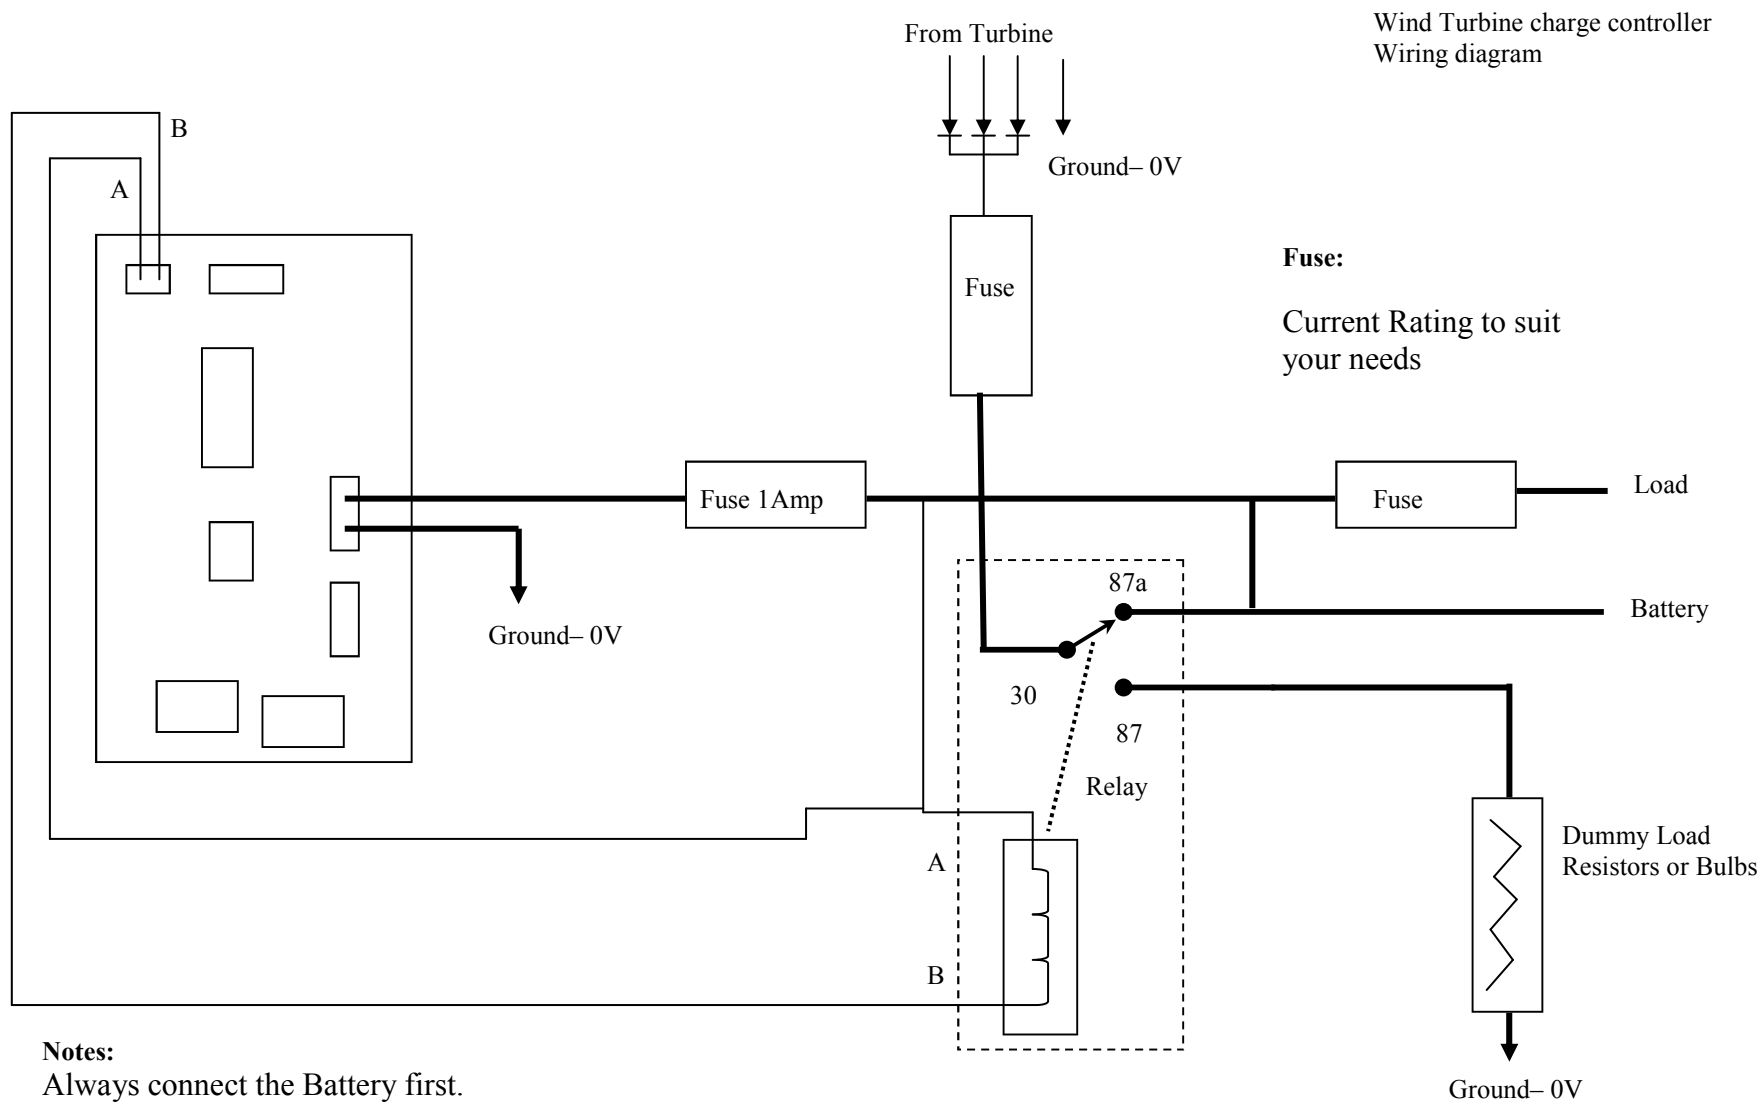 From Turbine
Wind Turbine charge controller
Wiring diagram
B
A
Ground– 0V
Fuse
Fuse:
Current Rating to suit
your needs
Fuse 1Amp
Fuse
Load
87a
Battery
Ground– 0V
30
87
Relay
Dummy Load
Resistors or Bulbs
A
B
Notes:
Always connect the Battery first.
Ground– 0V